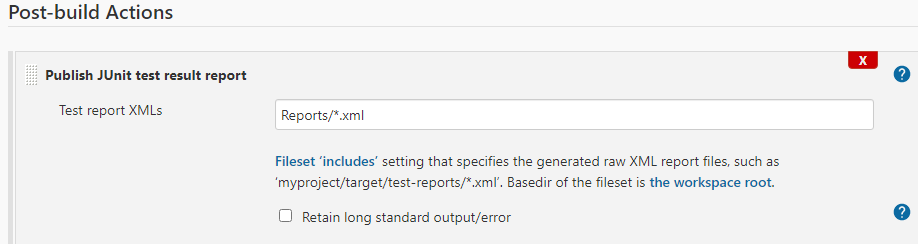 Post-build Actions
X
Publish JUnit test result report
?
Test report XMLs
Reports/*.xml
Fileset ‘includes’ setting that specifies the generated raw XML report files, such as
‘myproject/target/test-reports/*.xml’. Basedir of the fileset is the workspace root.
Retain long standard output/error
?